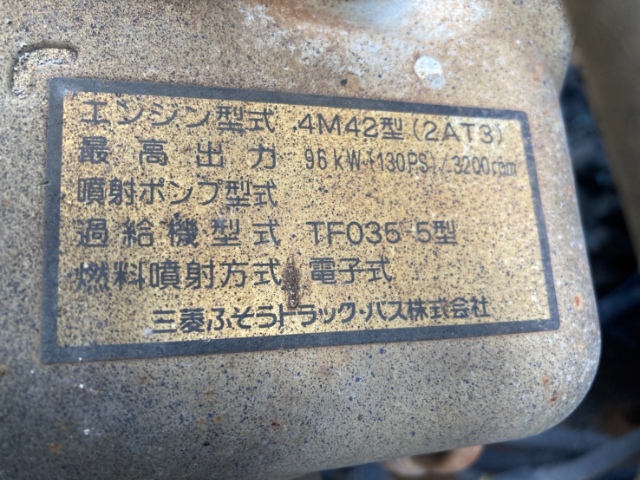 エンジン型式 4M42型(2AT3)
最高出力 96kW{130PS}/3200rpm
噴射ポンプ型式
過給機型式 TF035-5型
燃料噴射方式 電子式
三菱ふそうトラック・バス株式会社